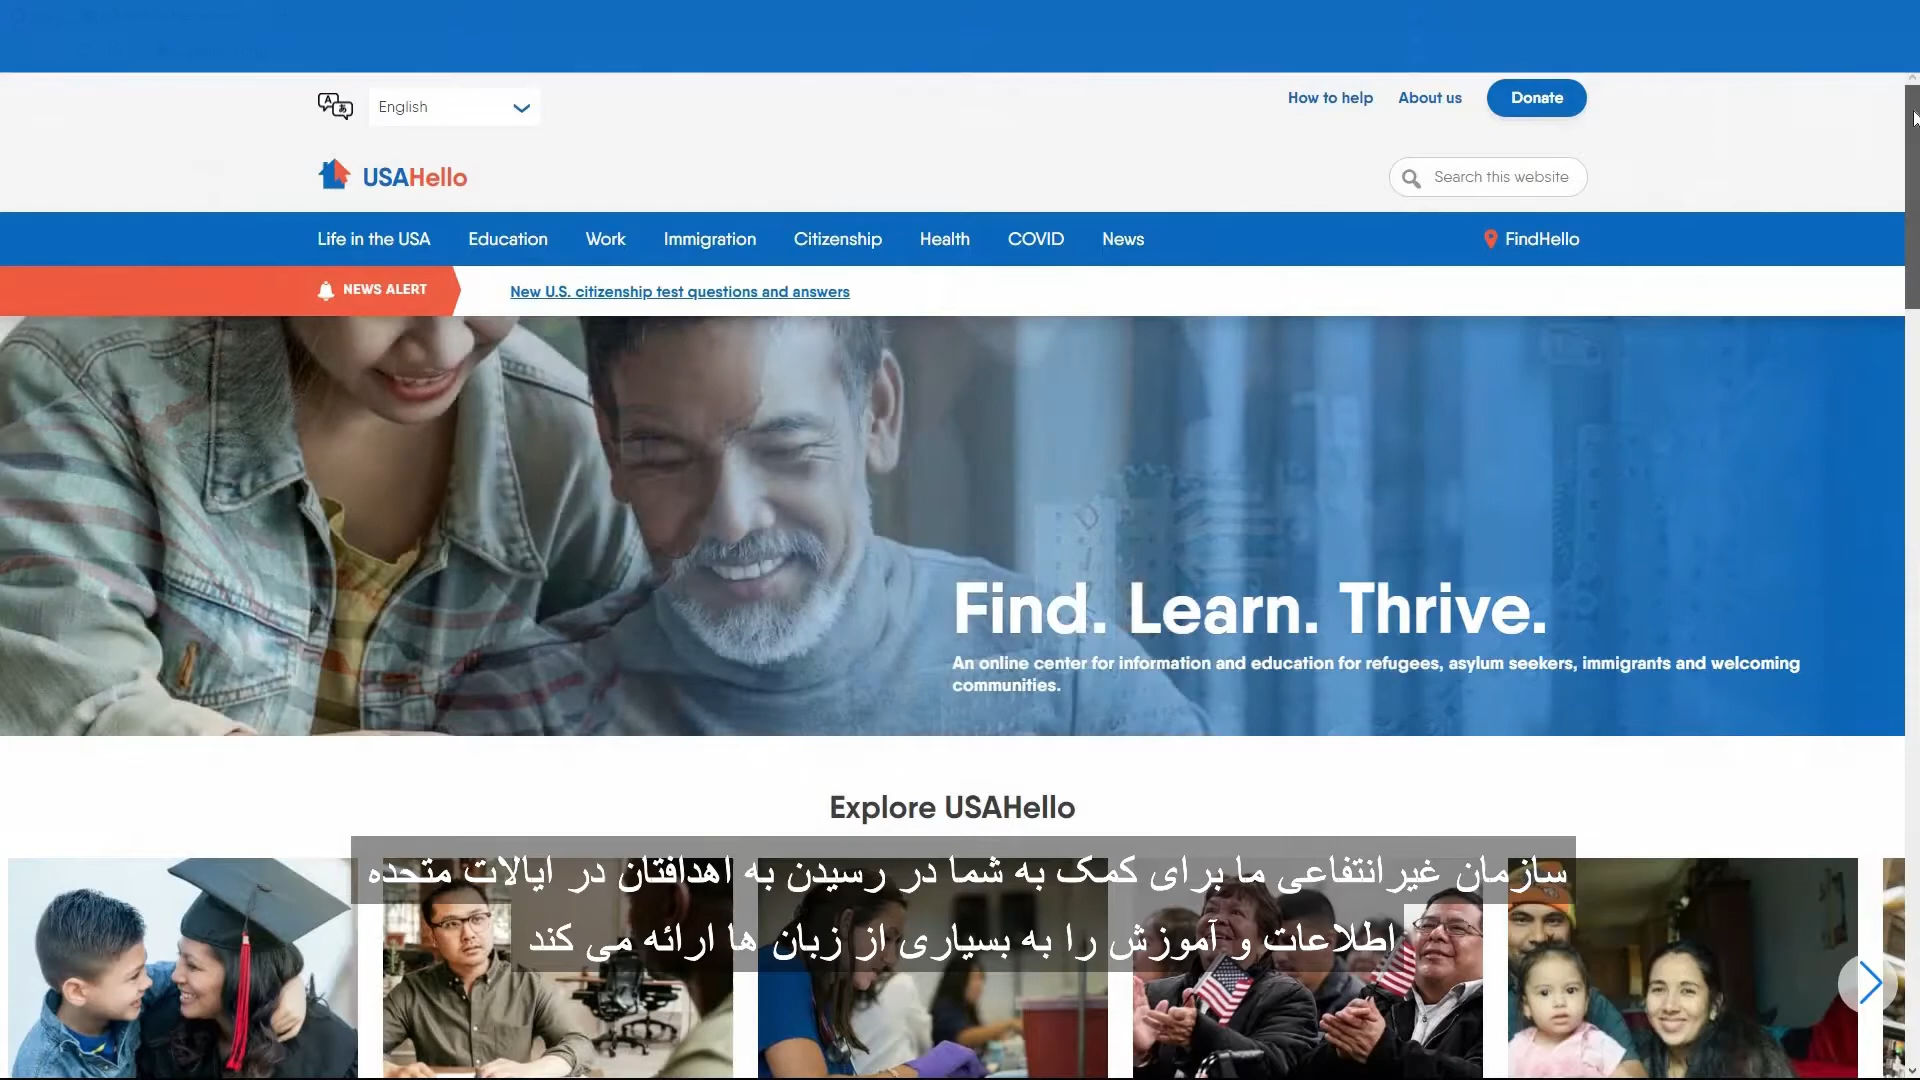 English
How to help
About us
Donate
USAHello
Search this website
Life in the USA
Education
Work
Immigration
Citizenship
Health
COVID
News
FindHello
NEWS ALERT
New U.S. citizenship test questions and answers
Find. Learn. Thrive.
An online center for information and education for refugees, asylum seekers, immigrants and welcoming
communities.
Explore USAHello
سازمان غیرانتفاعی ما برای کمک به شما در رسیدن به اهدافتان در ایالات متحده
اطلاعات و آموزش را به بسیاری از زبان ها ارائه می کند